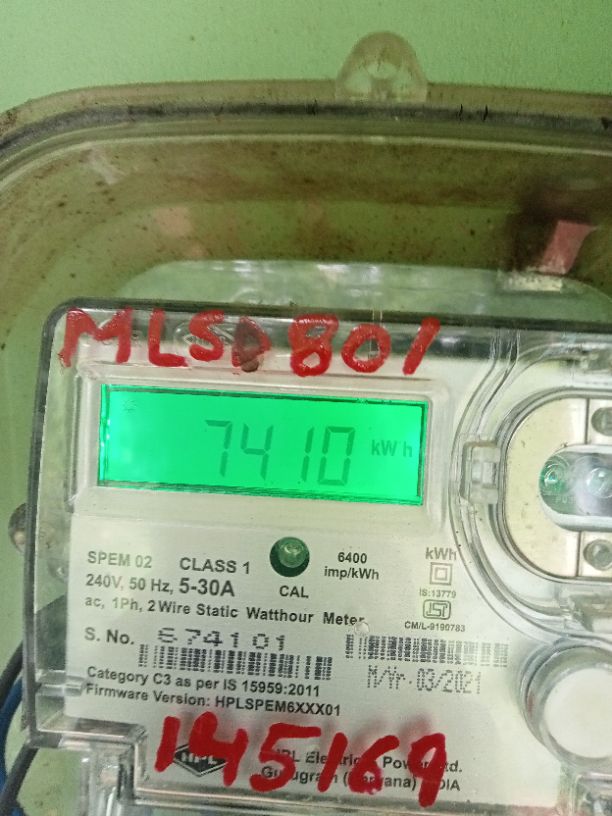 MLSD801
7410 kWh
SPEM 02 CLASS 1 6400 imp/kWh kWh
240V, 50 Hz, 5-30A CAL IS:13779
ac, 1Ph, 2 Wire Static Watthour Meter
CM/L-9190783
S. No. 674101
M/Yr. 03/2021
Category C3 as per IS 15959:2011
Firmware Version: HPLSPEM6XXX01
145169
HPL